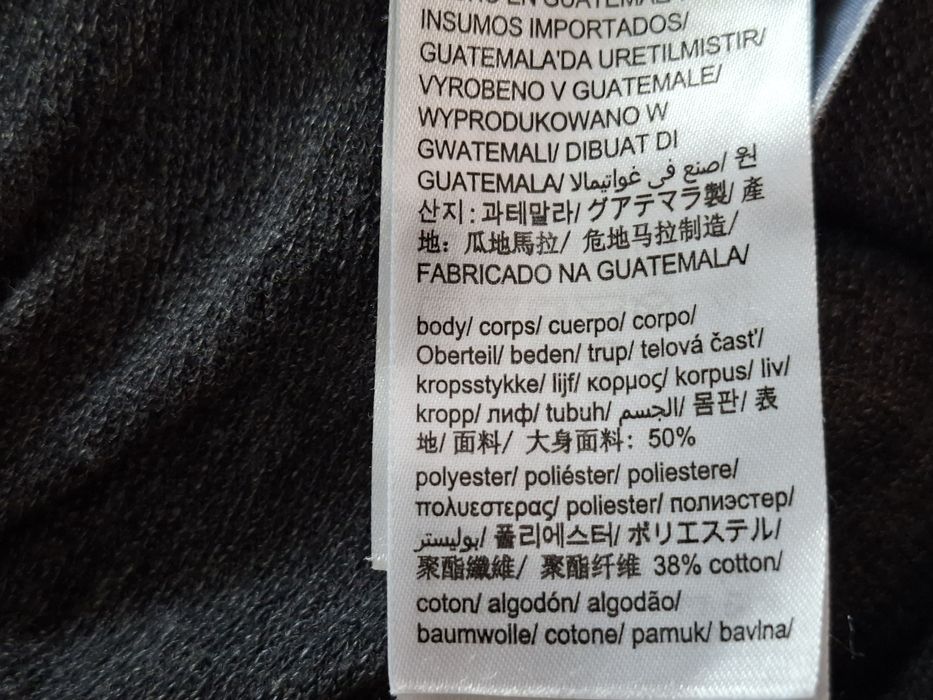 EN GUATEMALA
INSUMOS IMPORTADOS/
GUATEMALA'DA URETILMISTIR/
VYROBENO V GUATEMALE/
WYPRODUKOWANO W
GWATEMALI/ DIBUAT DI
GUATEMALA/ صنع في غواتيمالا/ 원
산지: 과테말라/ グアテマラ製/ 產
地: 瓜地馬拉/ 危地马拉制造/
FABRICADO NA GUATEMALA/
body/ corps/ cuerpo/ corpo/
Oberteil/ beden/ trup/ telová časť/
kropsstykke/ lijf/ κορμος/ korpus/ liv/
kropp/ лиф/ tubuh/ الجسم/ 몸판/ 表
地/ 面料/ 大身面料: 50%
polyester/ poliéster/ poliestere/
πολυεστερας/ poliester/ полиэстер/
بوليستر/ 폴리에스터/ ポリエステル/
聚酯纖維/ 聚酯纤维 38% cotton/
coton/ algodón/ algodão/
baumwolle/ cotone/ pamuk/ bavlna/